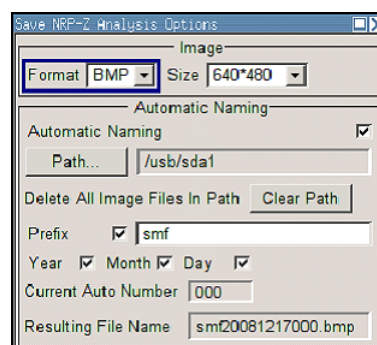 Save NRP-Z Analysis Options
Image
Format BMP Size 640*480
Automatic Naming
Automatic Naming
Path... /usb/sda1
Delete All Image Files In Path Clear Path
Prefix smf
Year Month Day
Current Auto Number 000
Resulting File Name smf20081217000.bmp